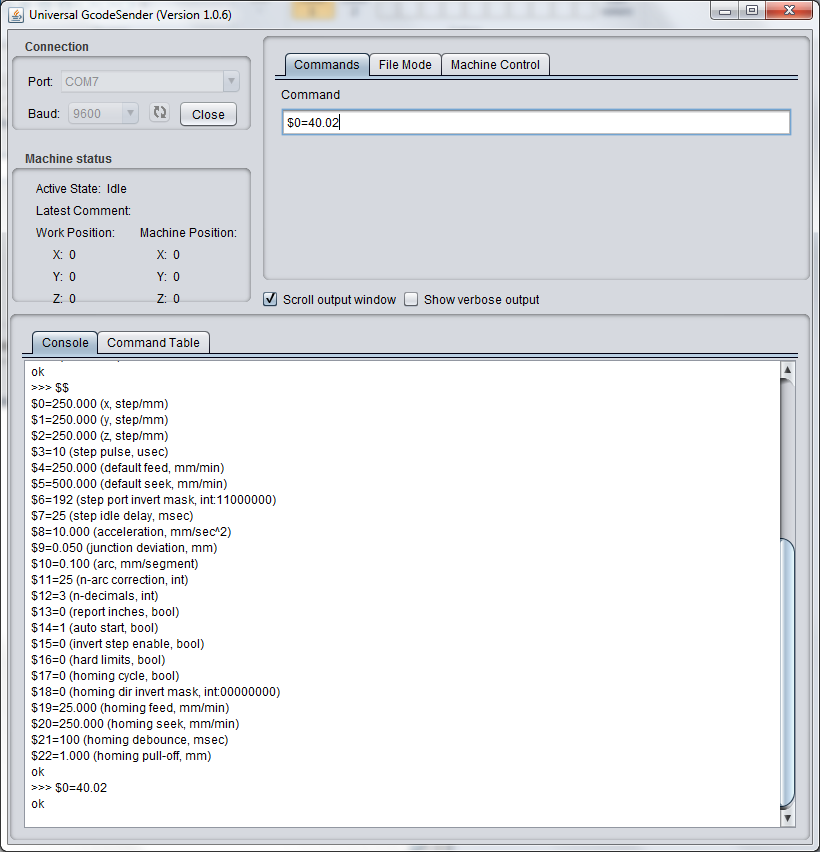 Universal GcodeSender (Version 1.0.6)
Connection
Port: COM7
Baud: 9600 Close
Machine status
Active State: Idle
Latest Comment:
Work Position: Machine Position:
X: 0 X: 0
Y: 0 Y: 0
Z: 0 Z: 0
Commands File Mode Machine Control
Command
$0=40.02
Scroll output window Show verbose output
Console Command Table
ok
>>> $$
$0=250.000 (x, step/mm)
$1=250.000 (y, step/mm)
$2=250.000 (z, step/mm)
$3=10 (step pulse, usec)
$4=250.000 (default feed, mm/min)
$5=500.000 (default seek, mm/min)
$6=192 (step port invert mask, int:11000000)
$7=25 (step idle delay, msec)
$8=10.000 (acceleration, mm/sec^2)
$9=0.050 (junction deviation, mm)
$10=0.100 (arc, mm/segment)
$11=25 (n-arc correction, int)
$12=3 (n-decimals, int)
$13=0 (report inches, bool)
$14=1 (auto start, bool)
$15=0 (invert step enable, bool)
$16=0 (hard limits, bool)
$17=0 (homing cycle, bool)
$18=0 (homing dir invert mask, int:00000000)
$19=25.000 (homing feed, mm/min)
$20=250.000 (homing seek, mm/min)
$21=100 (homing debounce, msec)
$22=1.000 (homing pull-off, mm)
ok
>>> $0=40.02
ok